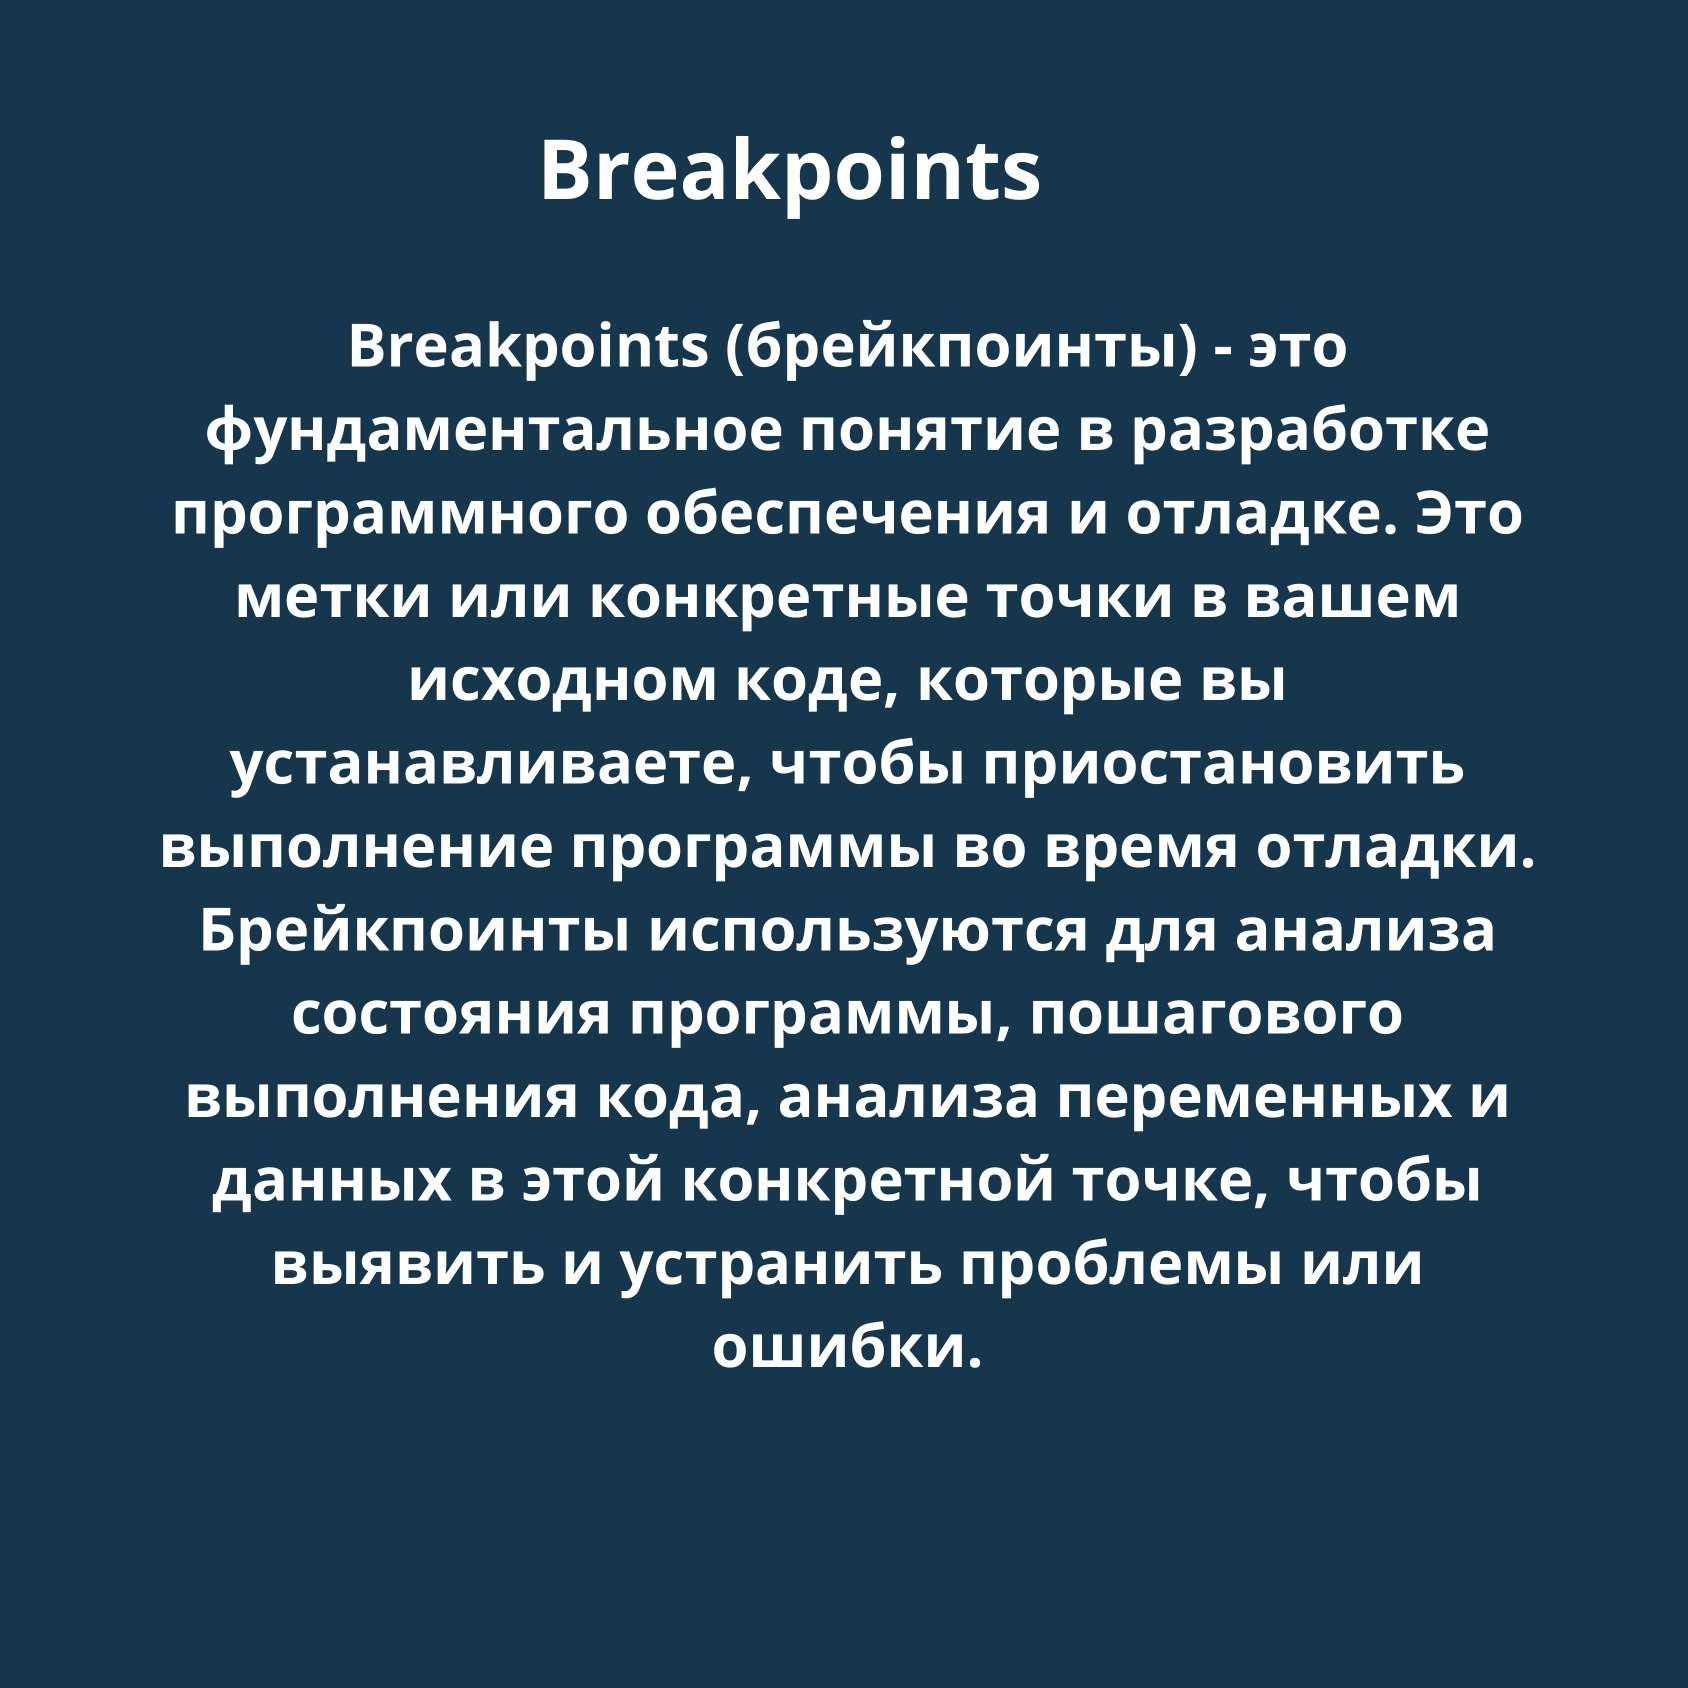 Breakpoints
Breakpoints (брейкпоинты) - это
фундаментальное понятие в разработке
программного обеспечения и отладке. Это
метки или конкретные точки в вашем
исходном коде, которые вы
устанавливаете, чтобы приостановить
выполнение программы во время отладки.
Брейкпоинты используются для анализа
состояния программы, пошагового
выполнения кода, анализа переменных и
данных в этой конкретной точке, чтобы
выявить и устранить проблемы или
ошибки.